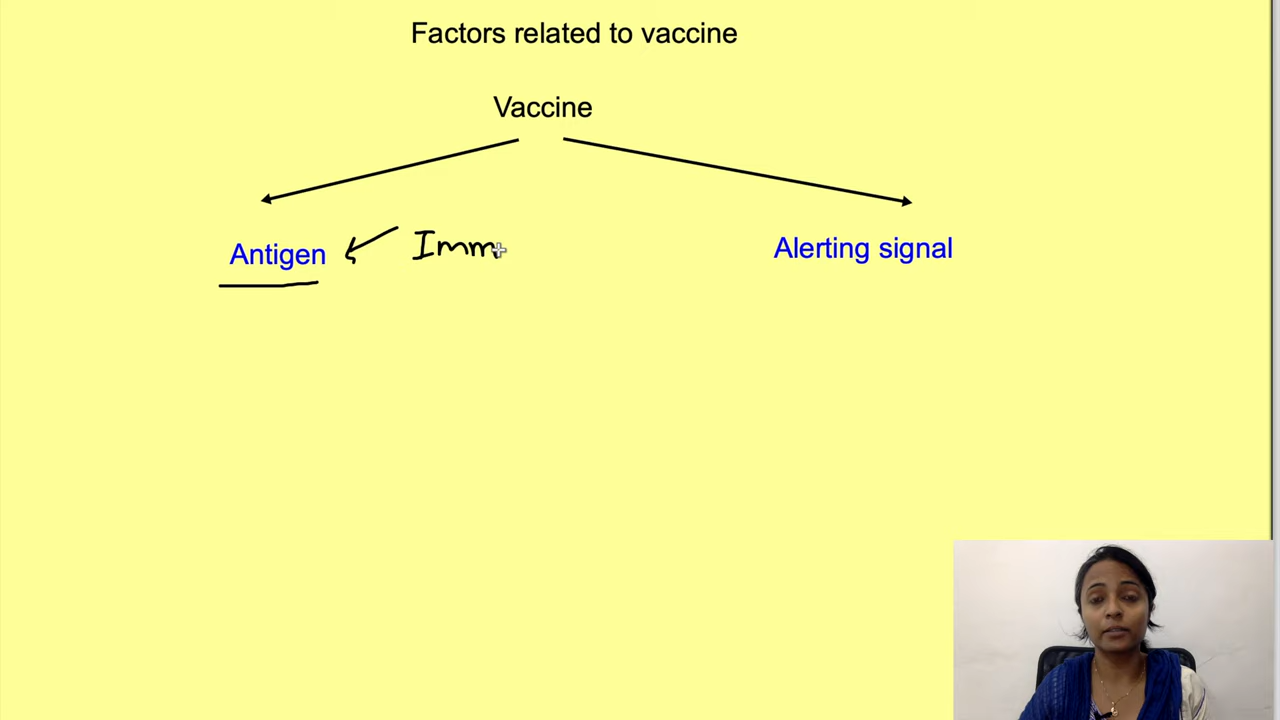 Factors related to vaccine
Vaccine
Antigen Imm Alerting signal